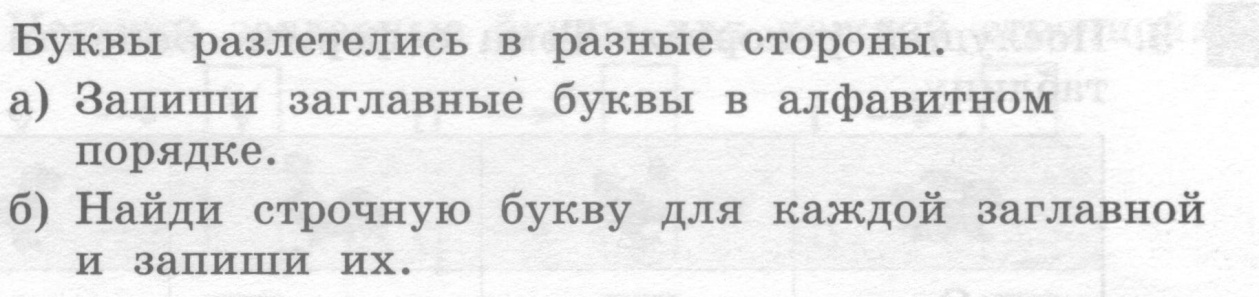 Буквы разлетелись в разные стороны.
а) Запиши заглавные буквы в алфавитном
порядке.
б) Найди строчную букву для каждой заглавной
и запиши их.